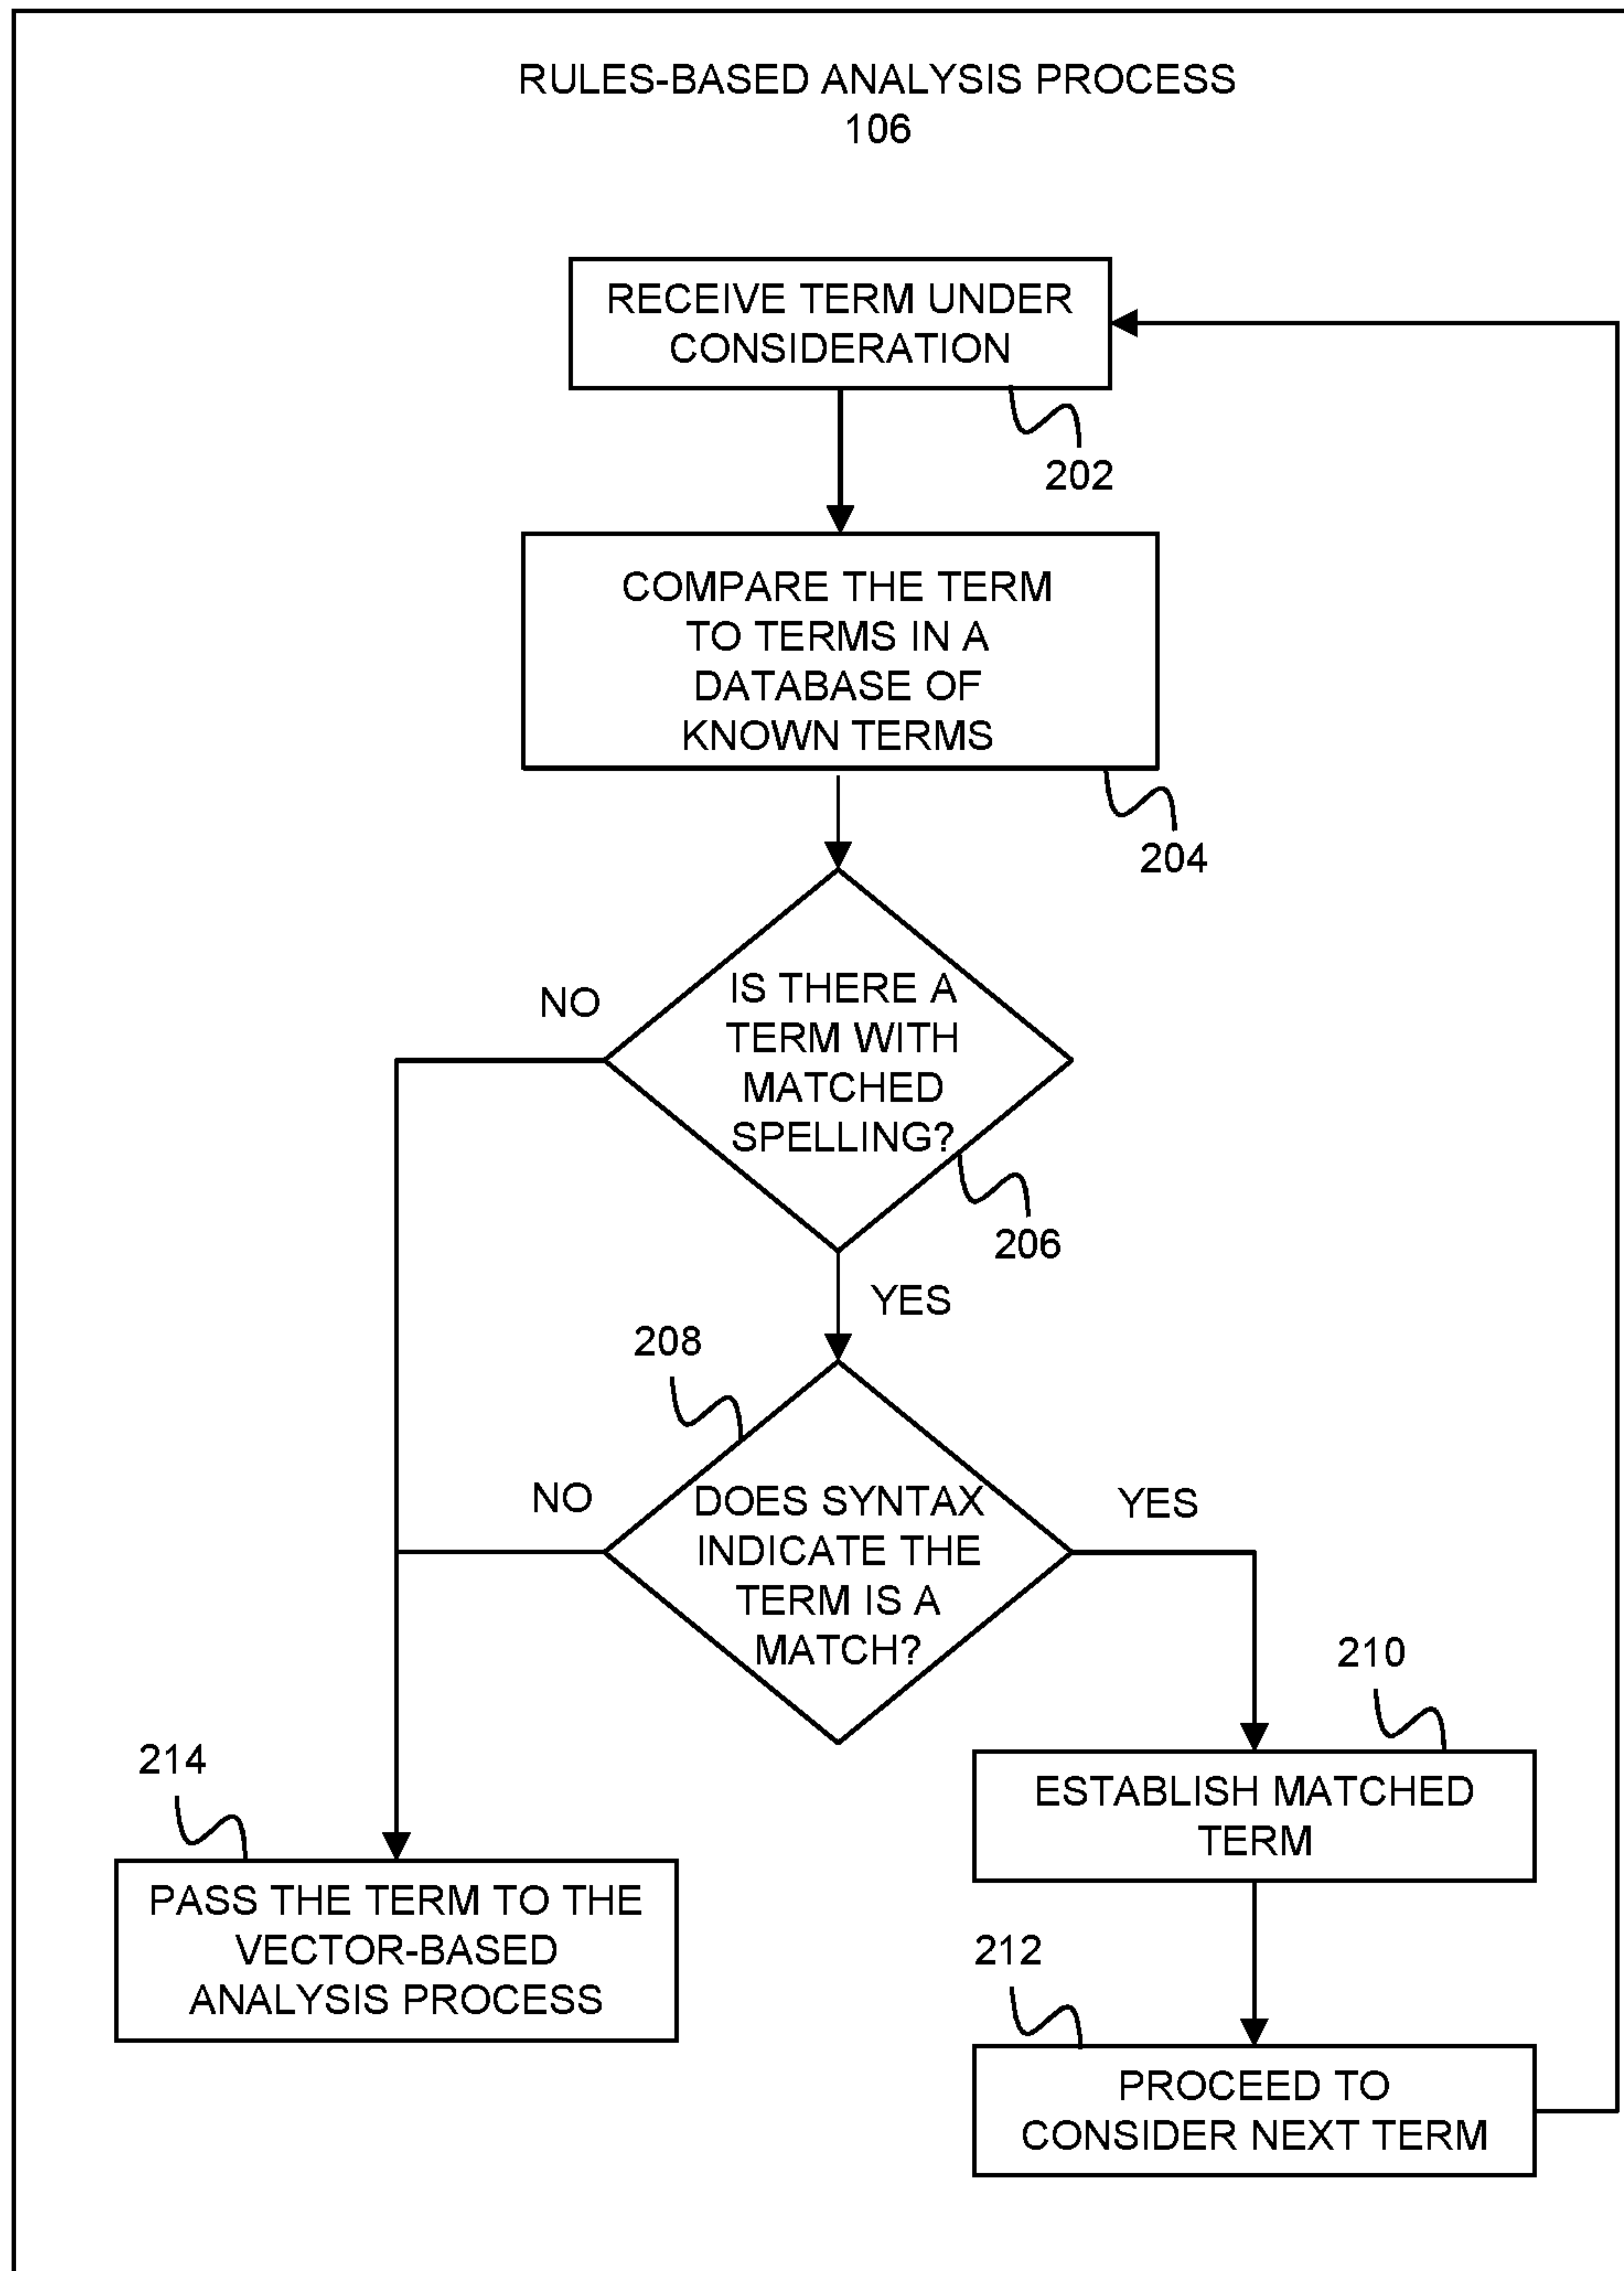 RULES-BASED ANALYSIS PROCESS
106
RECEIVE TERM UNDER
CONSIDERATION
202
COMPARE THE TERM
TO TERMS IN A
DATABASE OF
KNOWN TERMS
204
IS THERE A
TERM WITH
MATCHED
SPELLING?
NO
206
YES
208
DOES SYNTAX
INDICATE THE
TERM IS A
MATCH?
NO
YES
210
ESTABLISH MATCHED
TERM
214
PASS THE TERM TO THE
VECTOR-BASED
ANALYSIS PROCESS
212
PROCEED TO
CONSIDER NEXT TERM